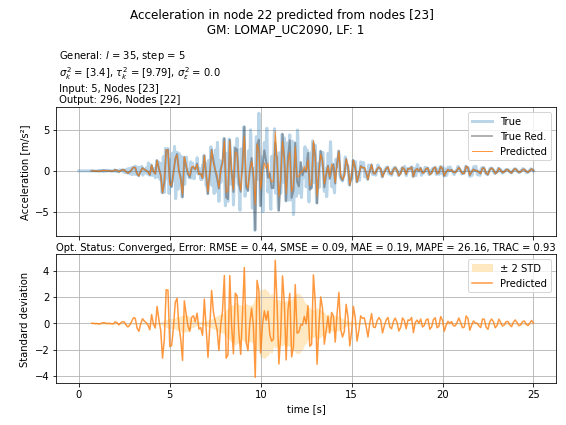 Acceleration in node 22 predicted from nodes [23]
GM: LOMAP_UC2090, LF: 1
General: l = 35, step = 5
σ²ₖ = [3.4], τ²ₖ = [9.79], σ²ε = 0.0
Input: 5, Nodes [23]
Output: 296, Nodes [22]
Acceleration [m/s²]
5
0
−5
True
True Red.
Predicted
Opt. Status: Converged, Error: RMSE = 0.44, SMSE = 0.09, MAE = 0.19, MAPE = 26.16, TRAC = 0.93
Standard deviation
4
2
0
−2
−4
± 2 STD
Predicted
0 5 10 15 20 25
time [s]